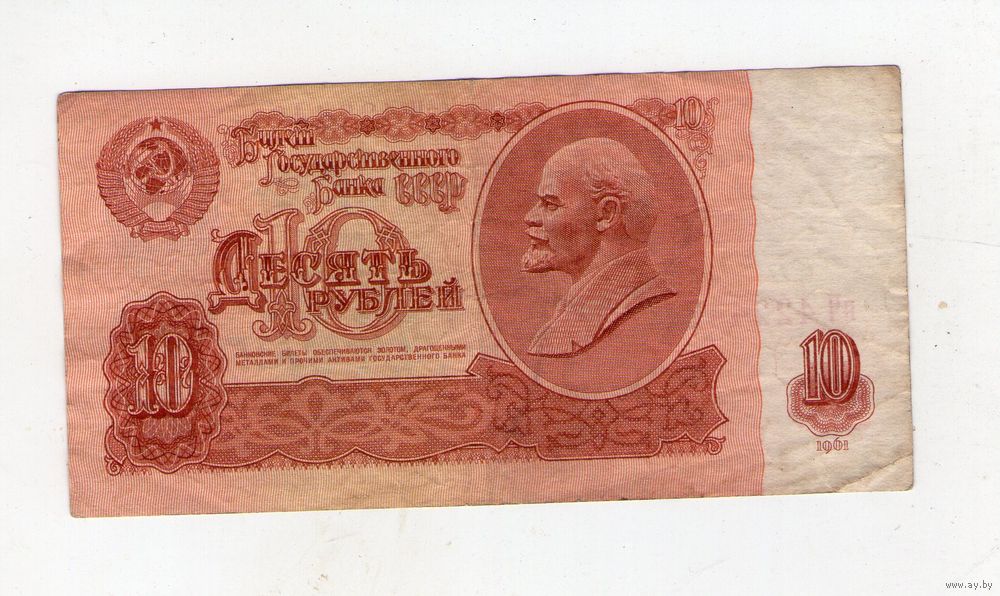 Билет
Государственного
Банка СССР
10
10
Десять
рублей
БАНКОВСКИЕ БИЛЕТЫ ОБЕСПЕЧИВАЮТСЯ ЗОЛОТОМ, ДРАГОЦЕННЫМИ
МЕТАЛЛАМИ И ПРОЧИМИ АКТИВАМИ ГОСУДАРСТВЕННОГО БАНКА
10
10
1961
www.ay.by